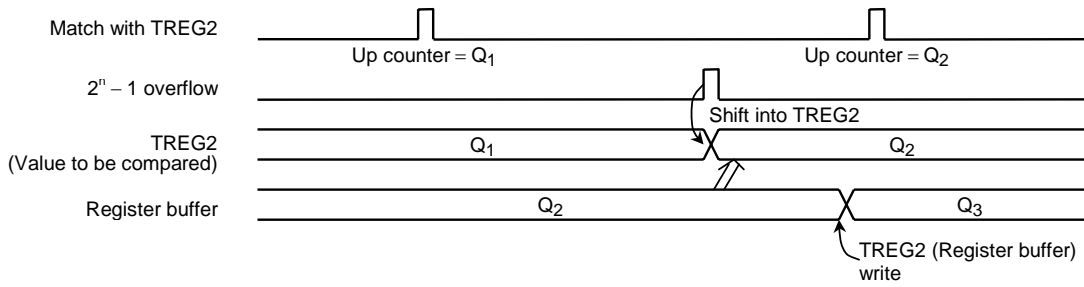 Match with TREG2
Up counter = Q1
Up counter = Q2
2ⁿ – 1 overflow
Shift into TREG2
TREG2
(Value to be compared)
Q1
Q2
Register buffer
Q2
Q3
TREG2 (Register buffer)
write